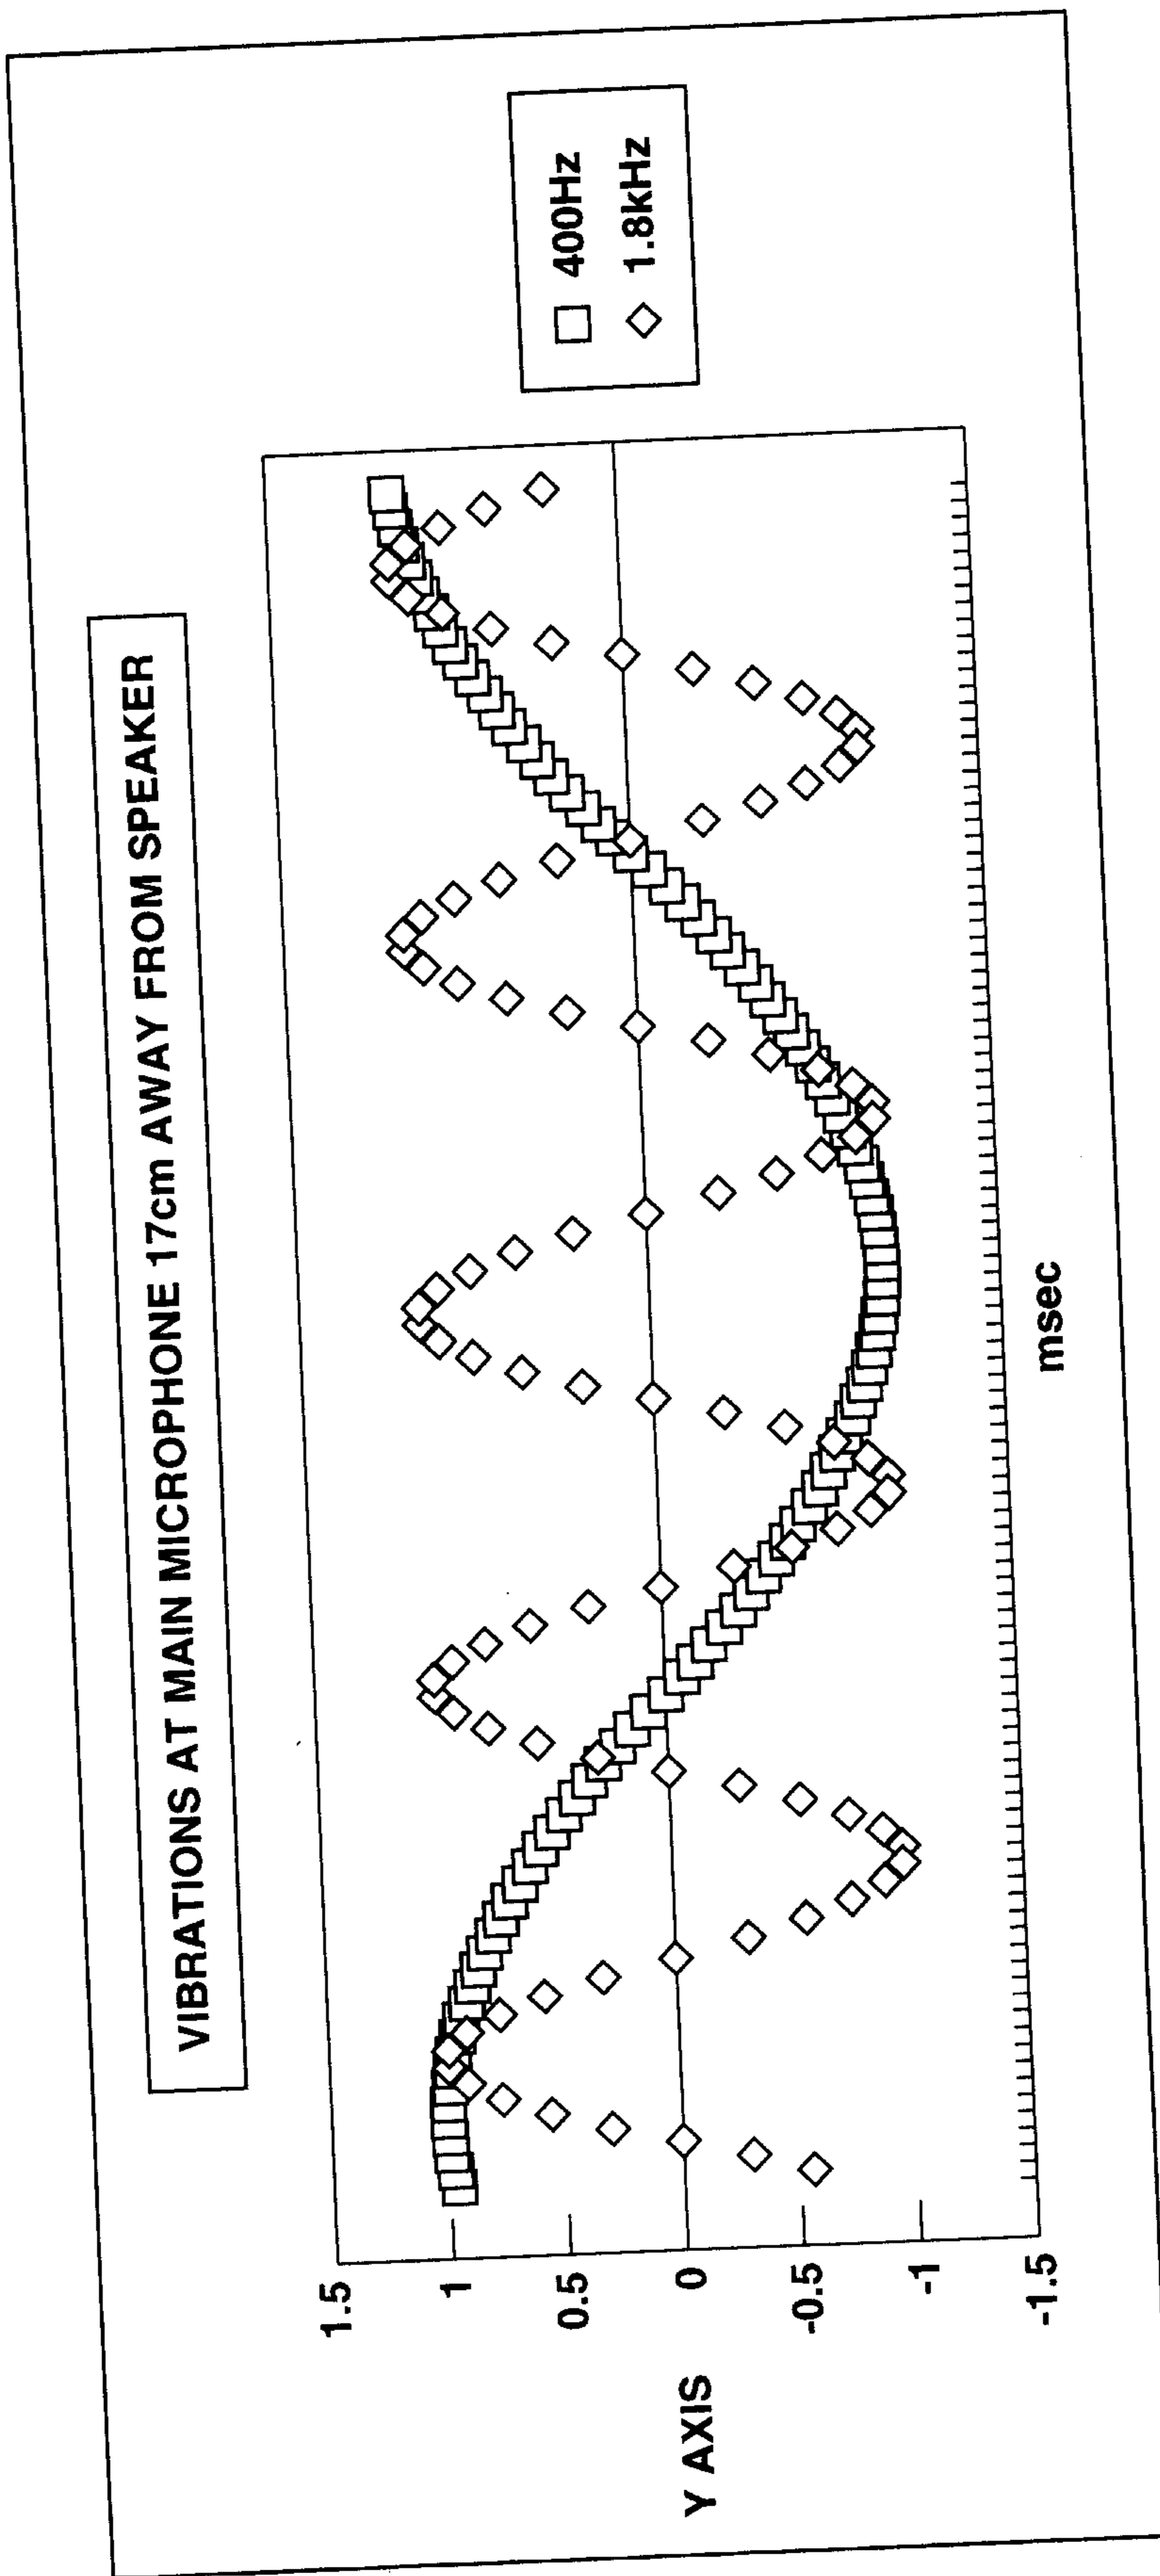 VIBRATIONS AT MAIN MICROPHONE 17cm AWAY FROM SPEAKER
1.5
1
0.5
0
-0.5
-1
-1.5
Y AXIS
msec
400Hz
1.8kHz